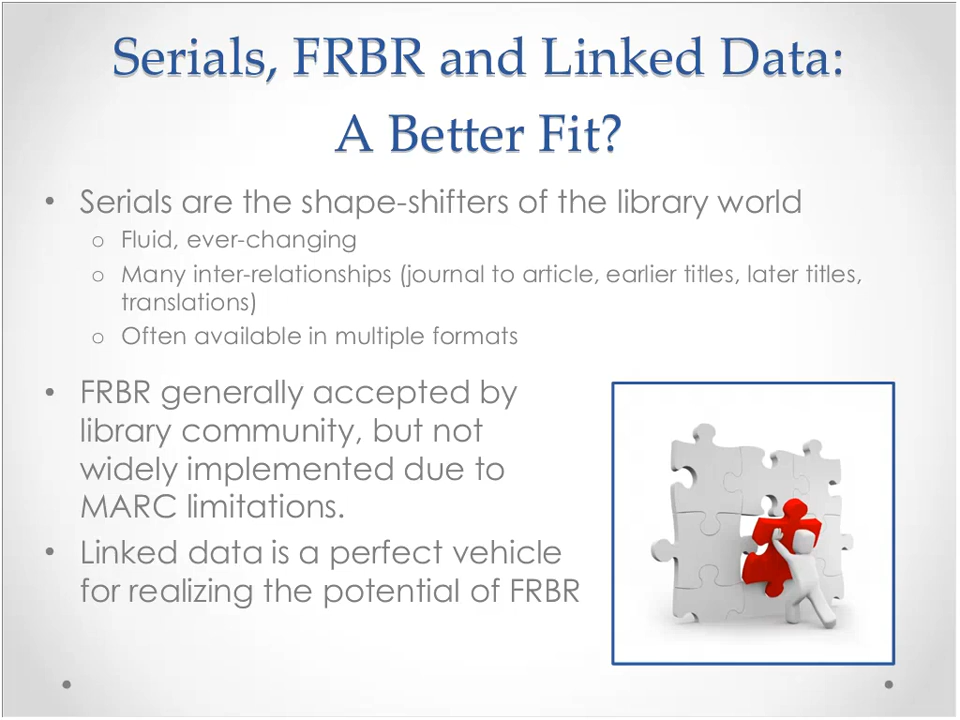 Serials, FRBR and Linked Data:
A Better Fit?
• Serials are the shape-shifters of the library world
o Fluid, ever-changing
o Many inter-relationships (journal to article, earlier titles, later titles,
translations)
o Often available in multiple formats
• FRBR generally accepted by
library community, but not
widely implemented due to
MARC limitations.
• Linked data is a perfect vehicle
for realizing the potential of FRBR